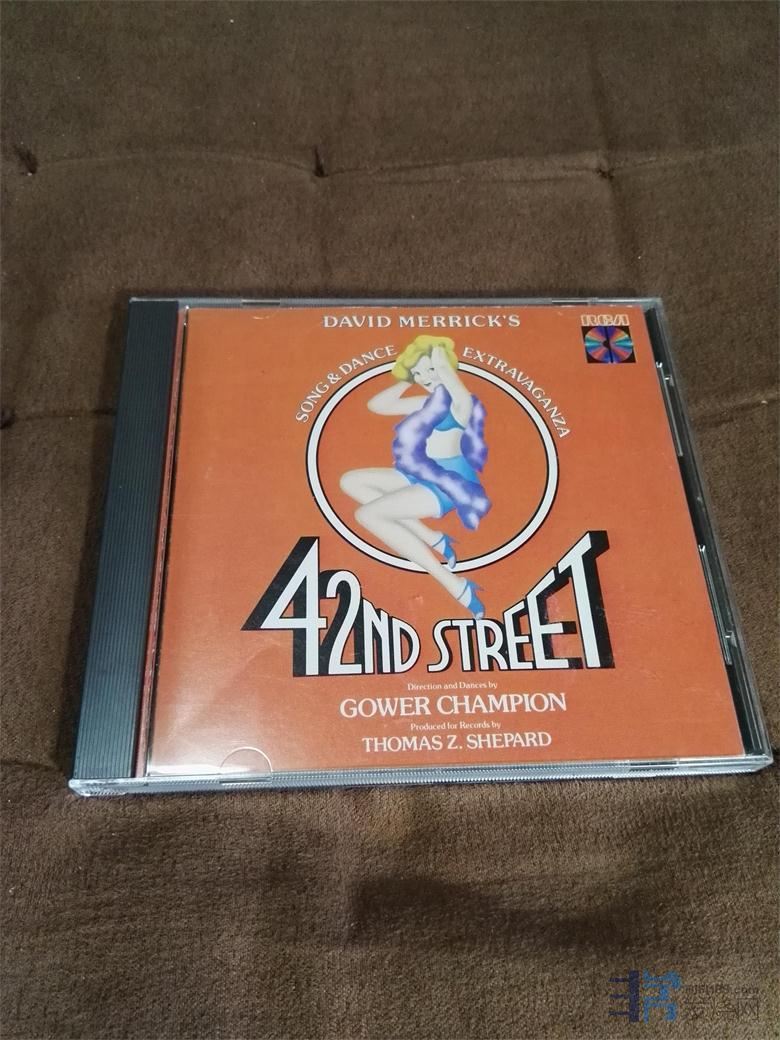 DAVID MERRICK'S
RCA
SONG & DANCE EXTRAVAGANZA
42ND STREET
Direction and Dances by
GOWER CHAMPION
Produced for Records by
THOMAS Z. SHEPARD